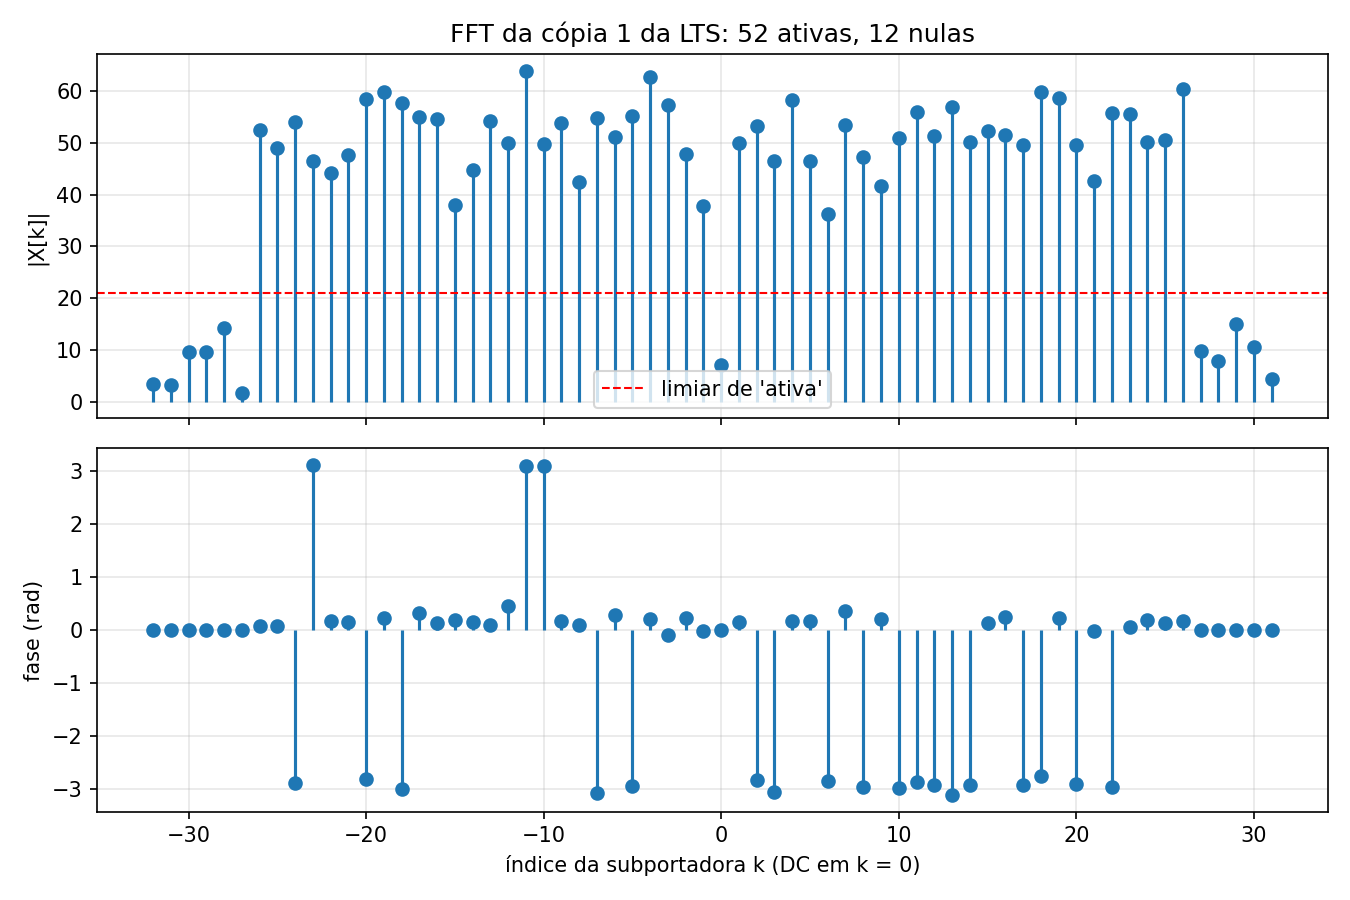 FFT da cópia 1 da LTS: 52 ativas, 12 nulas
|X[k]|
60
50
40
30
20
10
0
limiar de 'ativa'
fase (rad)
3
2
1
0
−1
−2
−3
−30 −20 −10 0 10 20 30
índice da subportadora k (DC em k = 0)